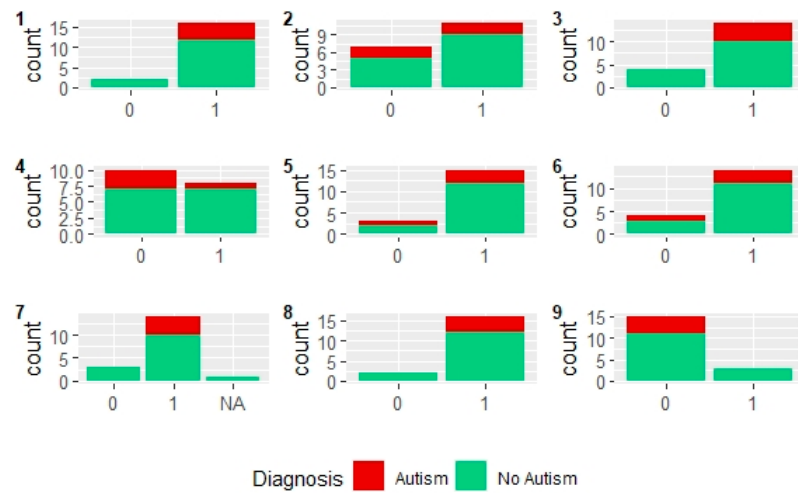 1 2 3
15 10 5 0 count 0 1
9 6 3 0 count 0 1
10 5 0 count 0 1
4 5 6
10.0 7.5 5.0 2.5 0.0 count 0 1
15 10 5 0 count 0 1
10 5 0 count 0 1
7 8 9
10 5 0 count 0 1 NA
15 10 5 0 count 0 1
15 10 5 0 count 0 1
Diagnosis Autism No Autism